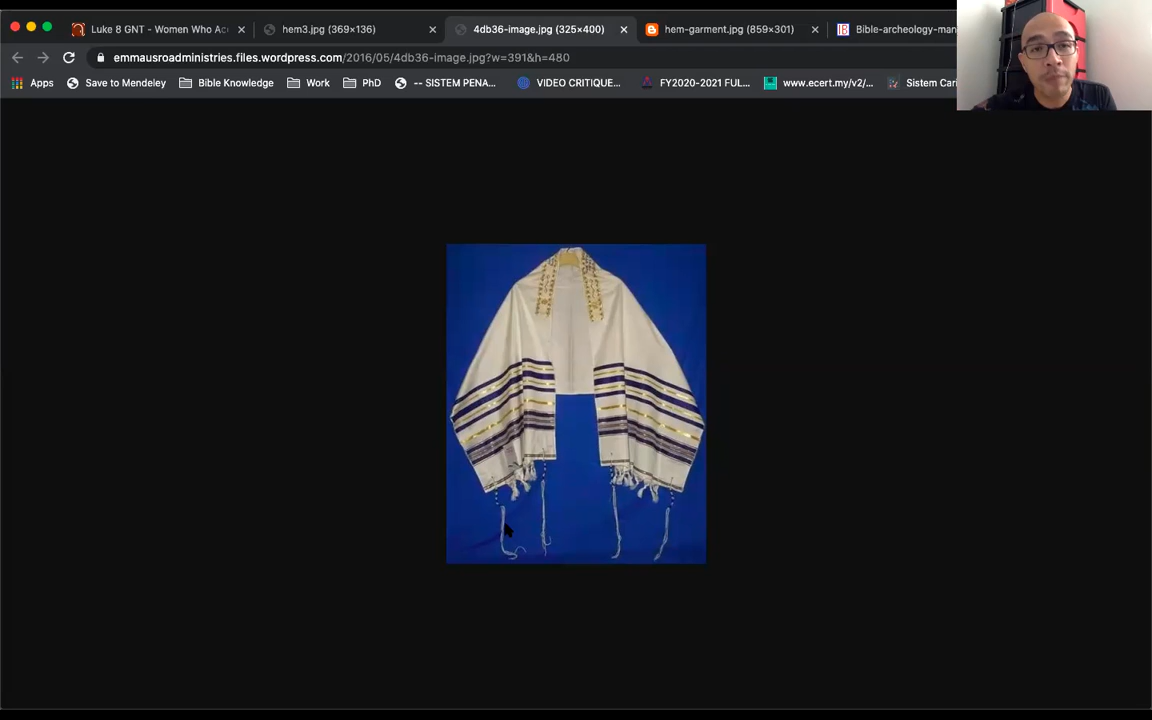 Luke 8 GNT - Women Who Ac
hem3.jpg (369×136)
4db36-image.jpg (325×400)
hem-garment.jpg (859×301)
Bible-archeology-man
emmausroadministries.files.wordpress.com/2016/05/4db36-image.jpg?w=391&h=480
Apps
Save to Mendeley
Bible Knowledge
Work
PhD
-- SISTEM PENA...
VIDEO CRITIQUE...
FY2020-2021 FUL...
www.ecert.my/v2/...
Sistem Cari